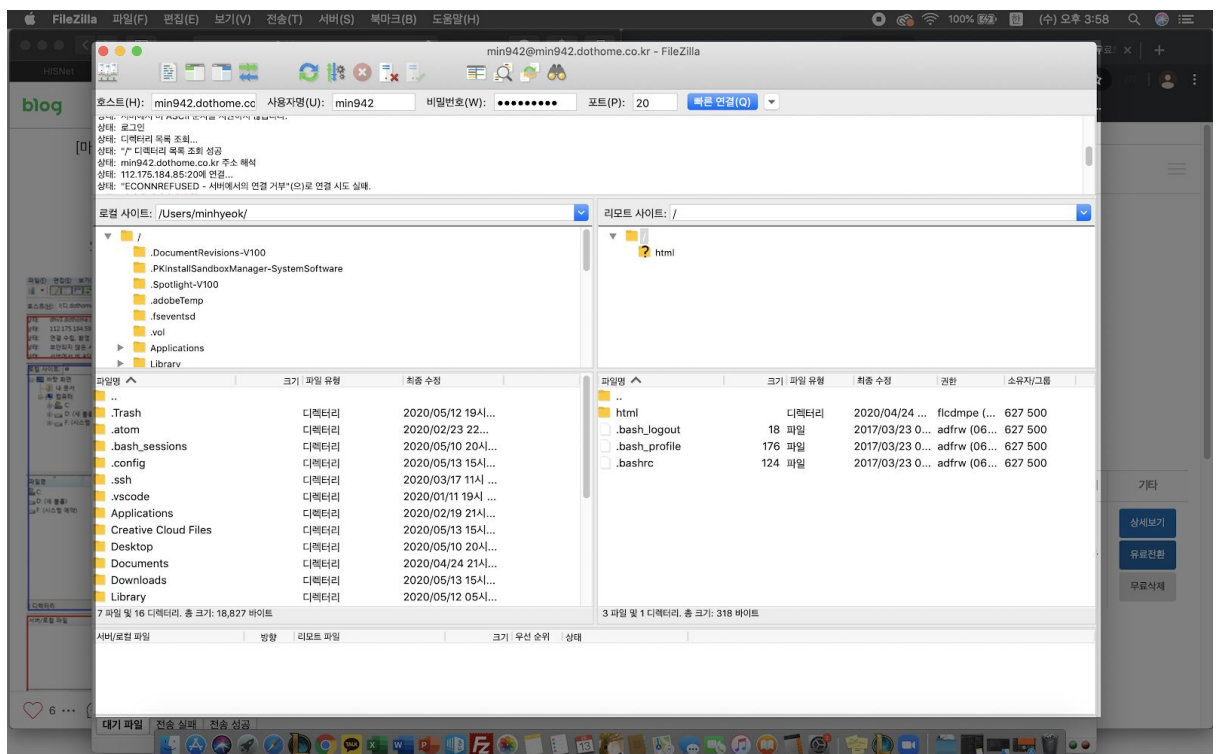 FileZilla 파일(F) 편집(E) 보기(V) 전송(T) 서버(S) 북마크(B) 도움말(H) 100% (수) 오후 3:58
min942@min942.dothome.co.kr - FileZilla
HISNet
blog
호스트(H): min942.dothome.cc 사용자명(U): min942 비밀번호(W): ●●●●●●●●● 포트(P): 20 빠른 연결(Q)
상태: 로그인
상태: 디렉터리 목록 조회...
상태: "/" 디렉터리 목록 조회 성공
상태: min942.dothome.co.kr 주소 해석
상태: 112.175.184.85:20에 연결...
상태: "ECONNREFUSED - 서버에서의 연결 거부"(으)로 연결 시도 실패.
로컬 사이트: /Users/minhyeok/
리모트 사이트: /
/
.DocumentRevisions-V100
.PKInstallSandboxManager-SystemSoftware
.Spotlight-V100
.adobeTemp
.fseventsd
.vol
Applications
Library
/
html
파일명 크기 파일 유형 최종 수정
..
.Trash 디렉터리 2020/05/12 19시...
.atom 디렉터리 2020/02/23 22...
.bash_sessions 디렉터리 2020/05/10 20시...
.config 디렉터리 2020/05/13 15시...
.ssh 디렉터리 2020/03/17 11시 ...
.vscode 디렉터리 2020/01/11 19시 ...
Applications 디렉터리 2020/02/19 21시...
Creative Cloud Files 디렉터리 2020/05/13 15시...
Desktop 디렉터리 2020/05/10 20시...
Documents 디렉터리 2020/04/24 21시...
Downloads 디렉터리 2020/05/13 15시...
Library 디렉터리 2020/05/12 05시...
7 파일 및 16 디렉터리. 총 크기: 18,827 바이트
파일명 크기 파일 유형 최종 수정 권한 소유자/그룹
..
html 디렉터리 2020/04/24 ... flcdmpe (... 627 500
.bash_logout 18 파일 2017/03/23 0... adfrw (06... 627 500
.bash_profile 176 파일 2017/03/23 0... adfrw (06... 627 500
.bashrc 124 파일 2017/03/23 0... adfrw (06... 627 500
3 파일 및 1 디렉터리. 총 크기: 318 바이트
서버/로컬 파일 방향 리모트 파일 크기 우선 순위 상태
대기 파일 전송 실패 전송 성공
기타
상세보기
유료전환
무료삭제
6